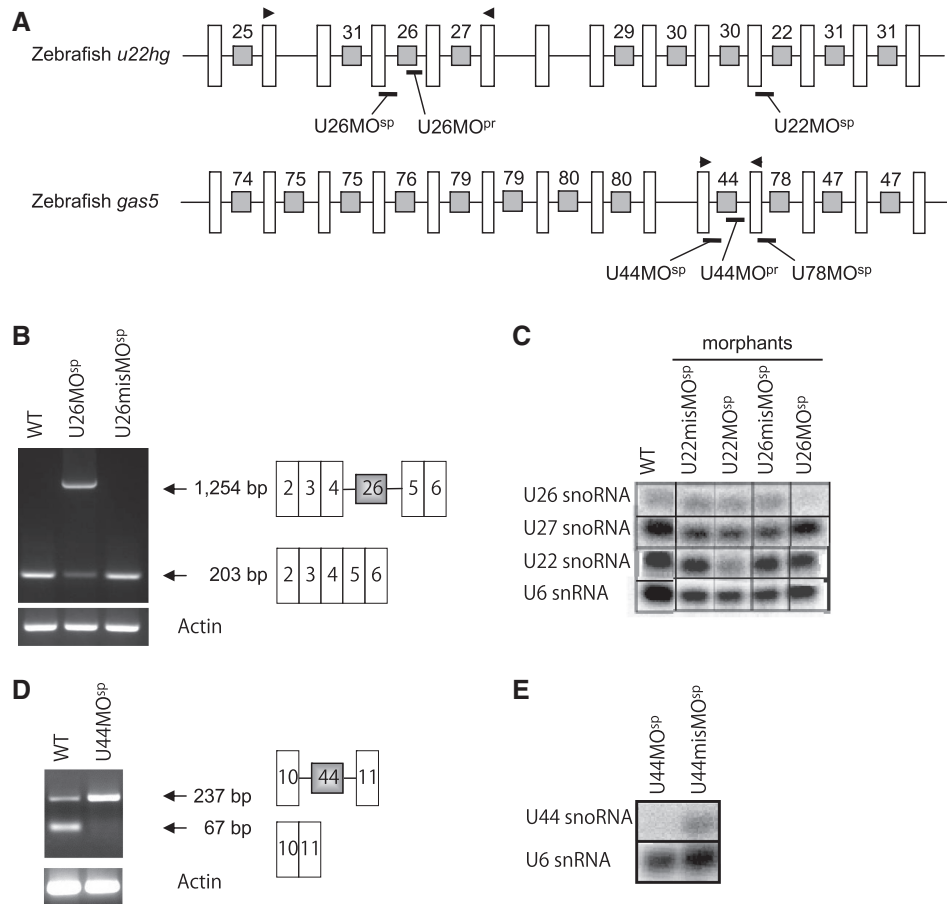 A
25 31 26 27 29 30 30 22 31 31
Zebrafish u22hg
U26MOsp U26MOpr U22MOsp
74 75 75 76 79 79 80 80 44 78 47 47
Zebrafish gas5
U44MOsp U44MOpr U78MOsp
B
WT
U26MOsp
U26misMOsp
1,254 bp
2 3 4 26 5 6
203 bp
2 3 4 5 6
Actin
C
morphants
WT
U22misMOsp
U22MOsp
U26misMOsp
U26MOsp
U26 snoRNA
U27 snoRNA
U22 snoRNA
U6 snRNA
D
WT
U44MOsp
237 bp
10 44 11
67 bp
10 11
Actin
E
U44MOsp
U44misMOsp
U44 snoRNA
U6 snRNA